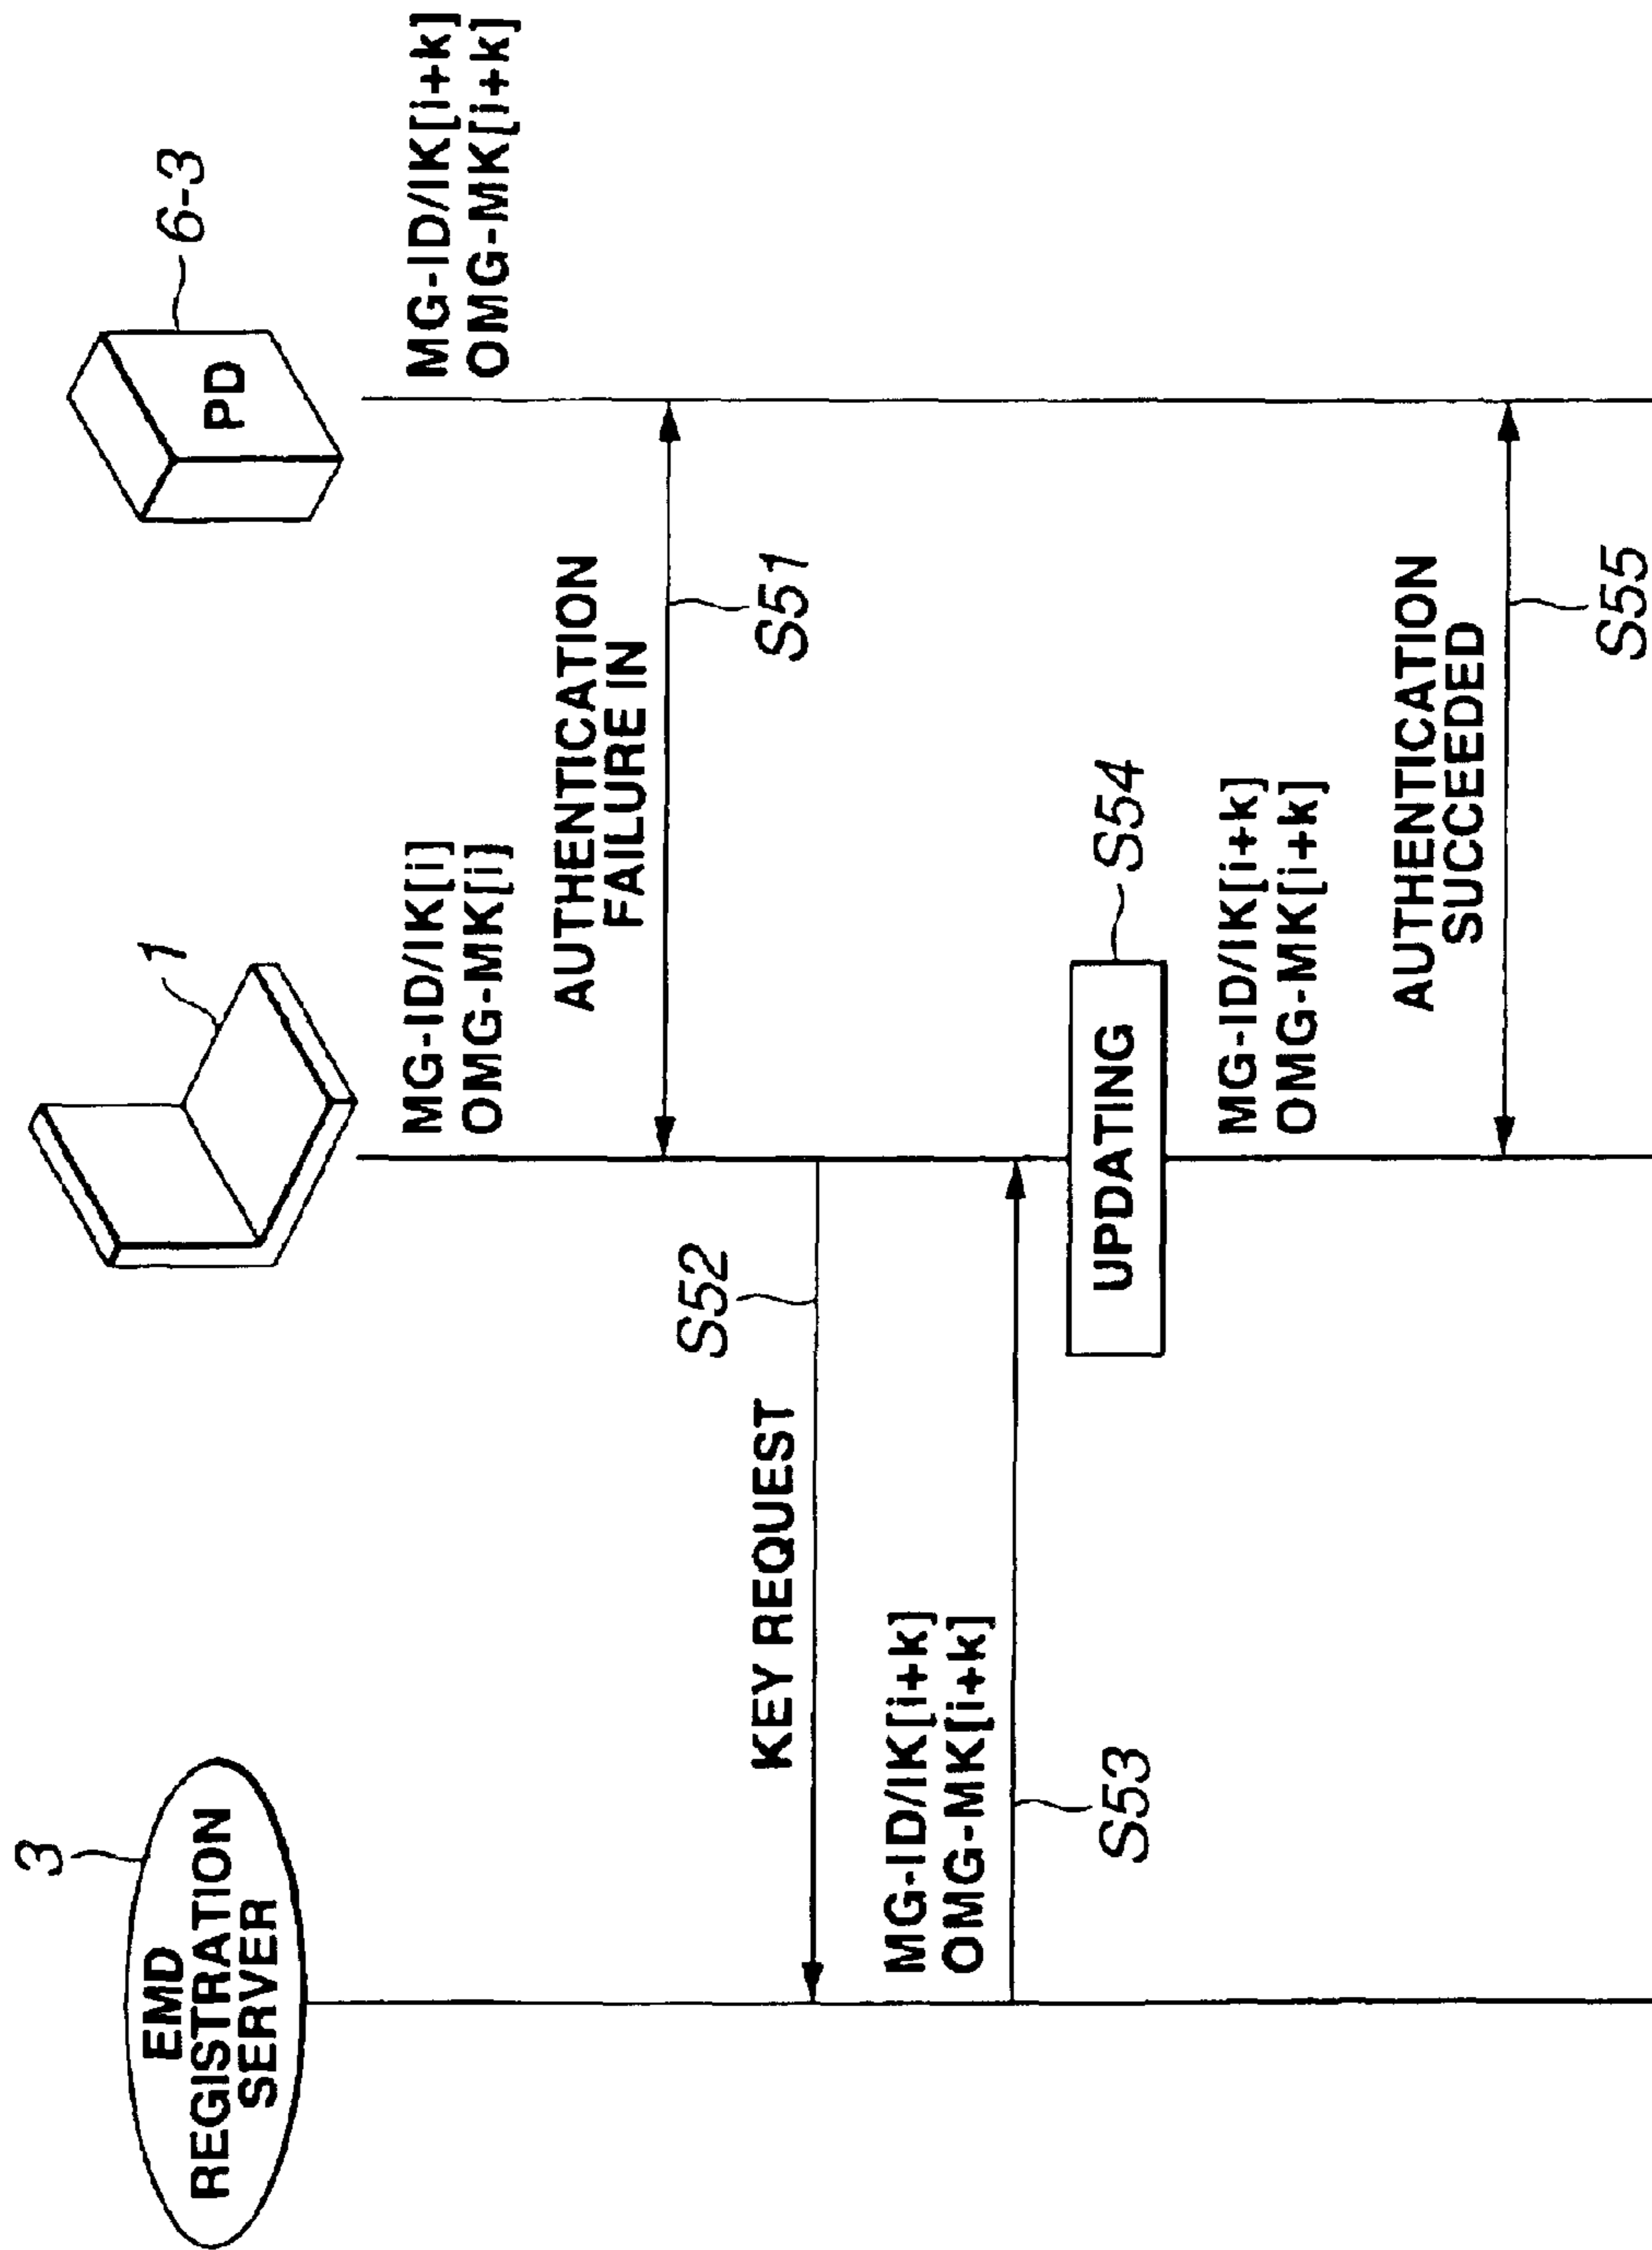 3
EMD
REGISTRATION
SERVER
1
PD
6-3
MG-ID/IK[i]
OMG-MK[i]
MG-ID/IK[i+k]
OMG-MK[i+k]
AUTHENTICATION
FAILURE IN
S51
S52
KEY REQUEST
MG-ID/IK[i+k]
OMG-MK[i+k]
S53
UPDATING
S54
MG-ID/IK[i+k]
OMG-MK[i+k]
AUTHENTICATION
SUCCEEDED
S55